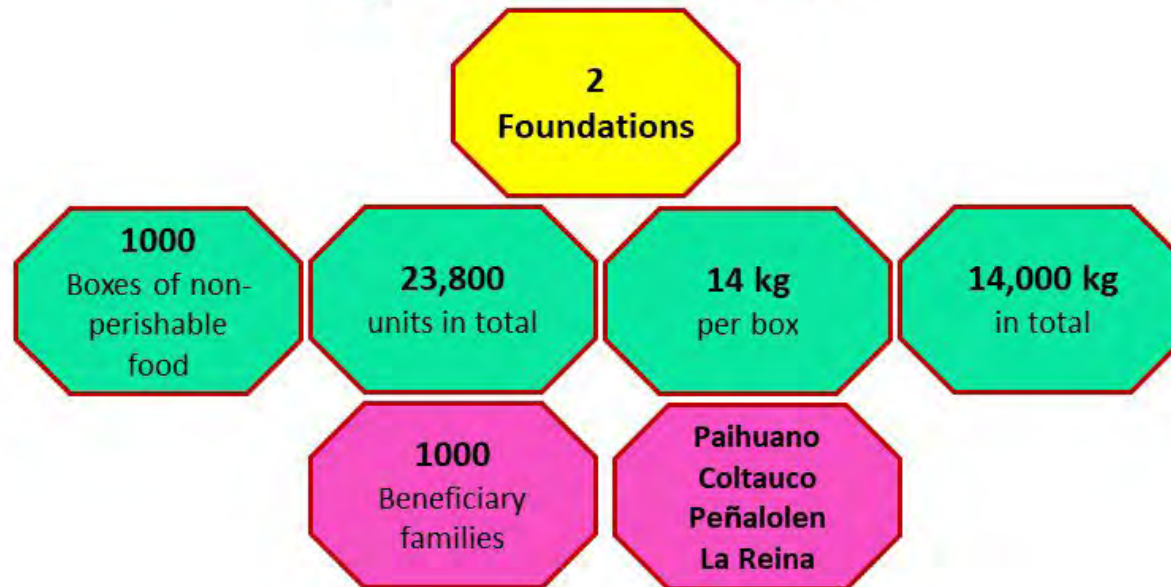 2
Foundations
1000
Boxes of non-
perishable
food
23,800
units in total
14 kg
per box
14,000 kg
in total
1000
Beneficiary
families
Paihuano
Coltauco
Peñalolen
La Reina